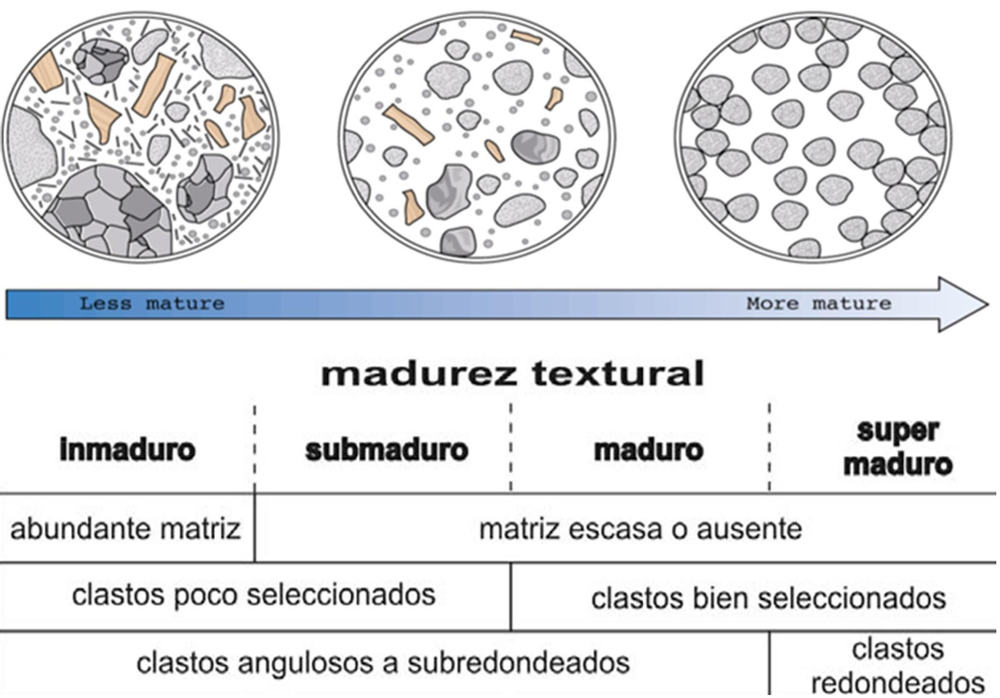 Less mature
More mature
madurez textural
inmaduro
submaduro
maduro
super
maduro
abundante matriz
matriz escasa o ausente
clastos poco seleccionados
clastos bien seleccionados
clastos angulosos a subredondeados
clastos
redondeados